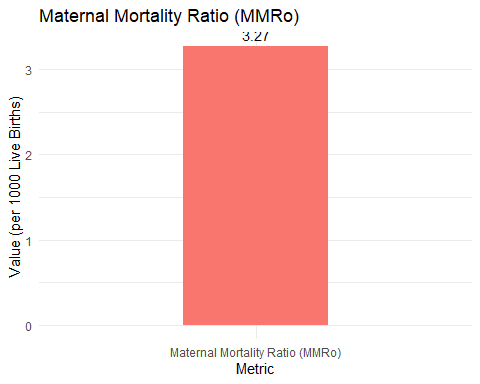 Maternal Mortality Ratio (MMRo)
3.27
Value (per 1000 Live Births)
3
2
1
0
Maternal Mortality Ratio (MMRo)
Metric